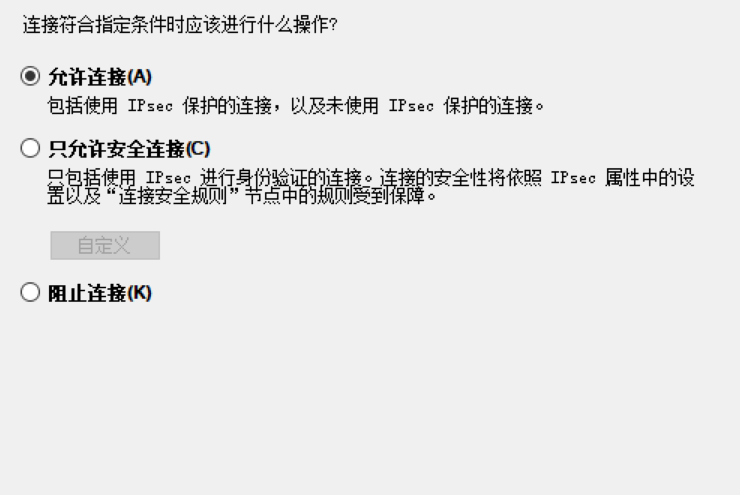 连接符合指定条件时应该进行什么操作?
允许连接(A)
包括使用 IPsec 保护的连接，以及未使用 IPsec 保护的连接。
只允许安全连接(C)
只包括使用 IPsec 进行身份验证的连接。连接的安全性将依照 IPsec 属性中的设
置以及“连接安全规则”节点中的规则受到保障。
自定义
阻止连接(K)